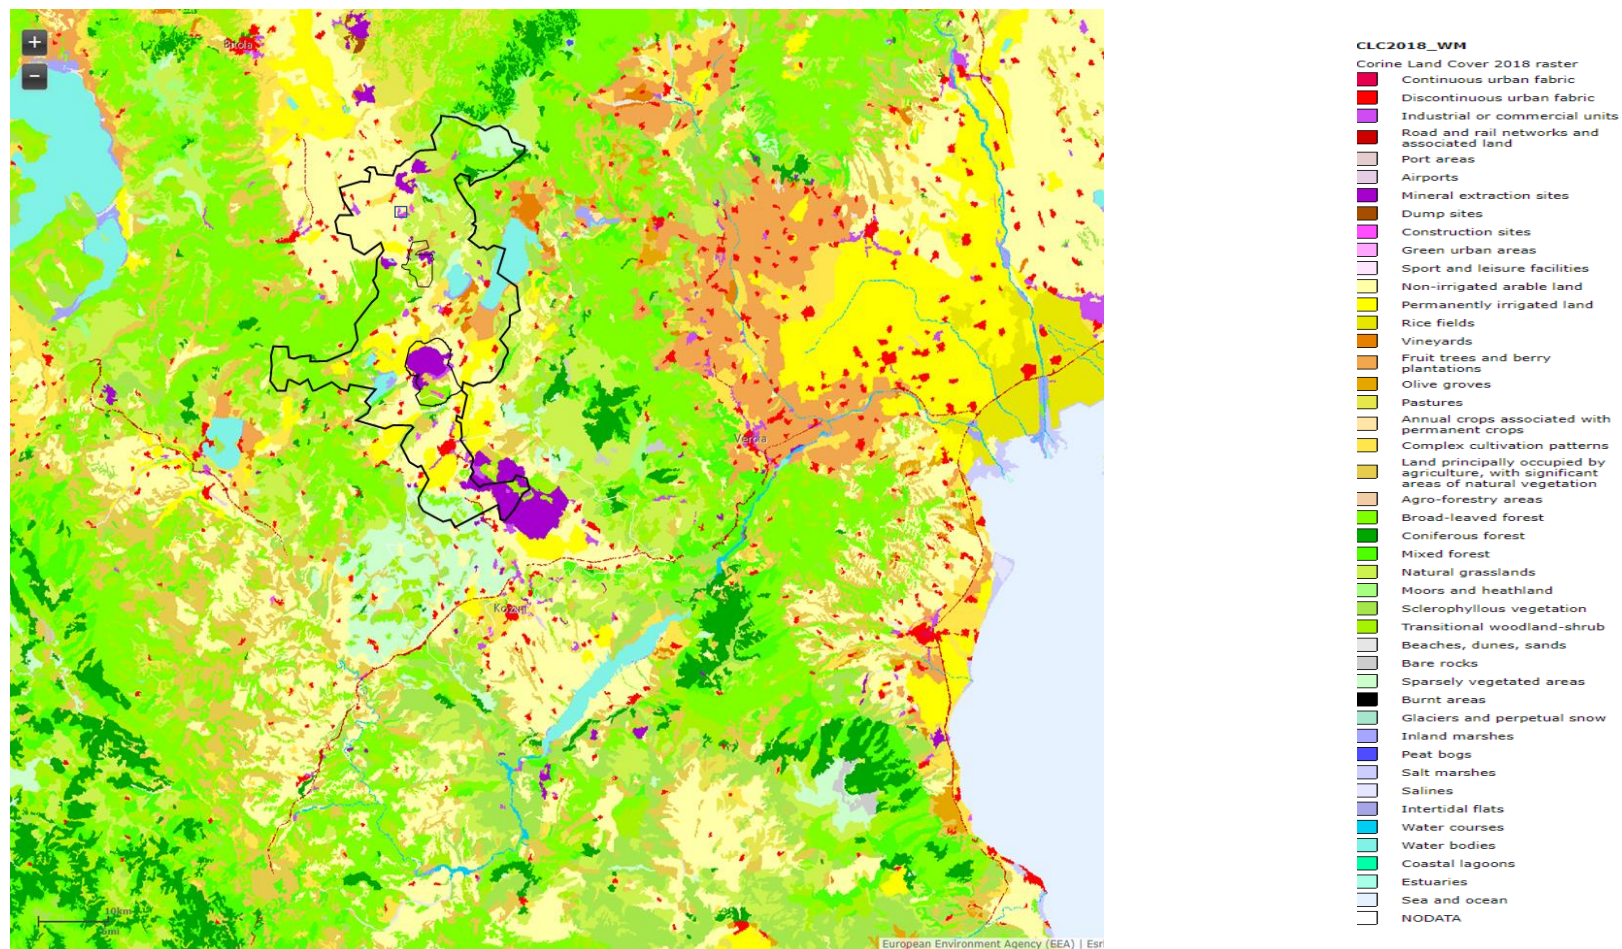 +
−
Bitola
Veroia
Kozani
10km
6mi
European Environment Agency (EEA) | Esri
CLC2018_WM
Corine Land Cover 2018 raster
Continuous urban fabric
Discontinuous urban fabric
Industrial or commercial units
Road and rail networks and
associated land
Port areas
Airports
Mineral extraction sites
Dump sites
Construction sites
Green urban areas
Sport and leisure facilities
Non-irrigated arable land
Permanently irrigated land
Rice fields
Vineyards
Fruit trees and berry
plantations
Olive groves
Pastures
Annual crops associated with
permanent crops
Complex cultivation patterns
Land principally occupied by
agriculture, with significant
areas of natural vegetation
Agro-forestry areas
Broad-leaved forest
Coniferous forest
Mixed forest
Natural grasslands
Moors and heathland
Sclerophyllous vegetation
Transitional woodland-shrub
Beaches, dunes, sands
Bare rocks
Sparsely vegetated areas
Burnt areas
Glaciers and perpetual snow
Inland marshes
Peat bogs
Salt marshes
Salines
Intertidal flats
Water courses
Water bodies
Coastal lagoons
Estuaries
Sea and ocean
NODATA